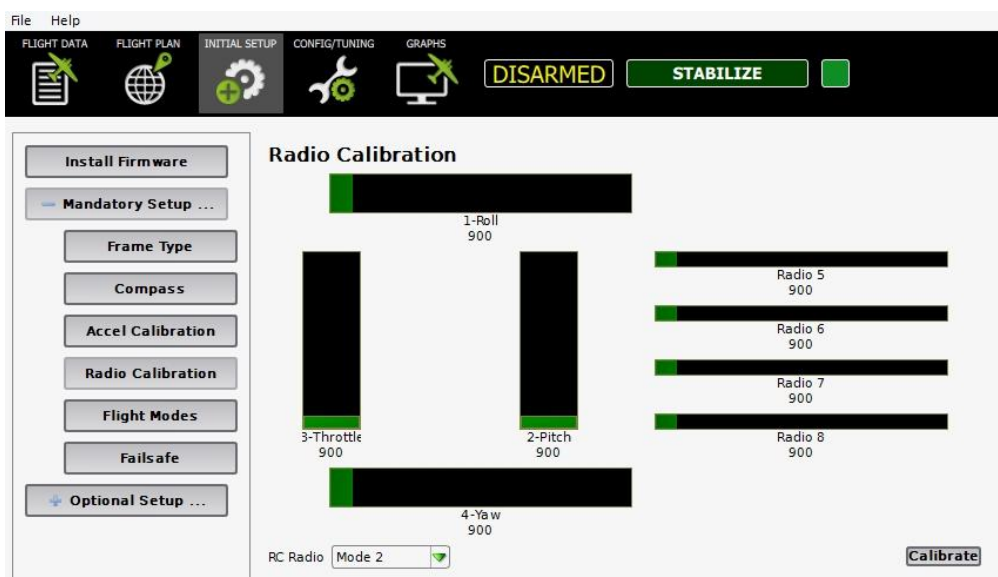 File Help
FLIGHT DATA FLIGHT PLAN INITIAL SETUP CONFIG/TUNING GRAPHS
DISARMED STABILIZE
Install Firmware
Mandatory Setup ...
Frame Type
Compass
Accel Calibration
Radio Calibration
Flight Modes
Failsafe
Optional Setup ...
Radio Calibration
1-Roll
900
3-Throttle
900
2-Pitch
900
Radio 5
900
Radio 6
900
Radio 7
900
Radio 8
900
4-Yaw
900
RC Radio Mode 2
Calibrate